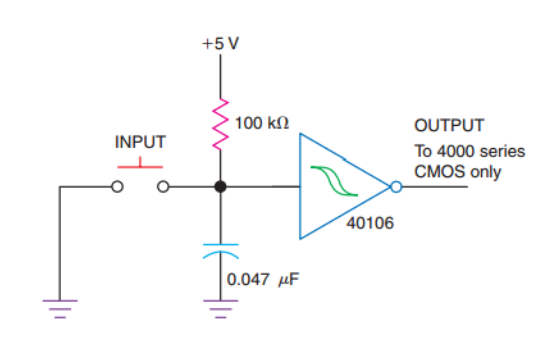 +5 V
100 kΩ
INPUT
OUTPUT
To 4000 series
CMOS only
40106
0.047 μF